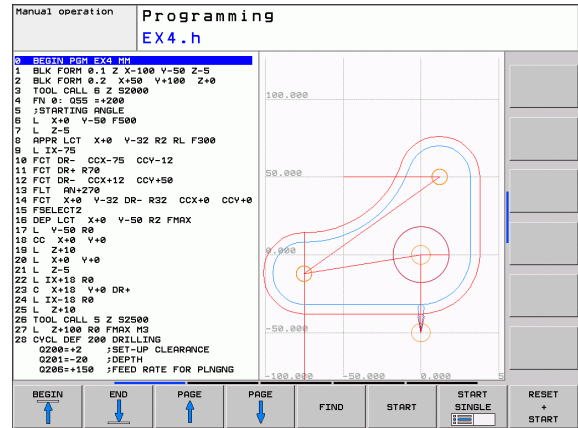 Manual operation
Programming
EX4.h
0 BEGIN PGM EX4 MM
1 BLK FORM 0.1 Z X-100 Y-50 Z-5
2 BLK FORM 0.2 X+50 Y+100 Z+0
3 TOOL CALL 6 Z S2000
4 FN 0: Q55 =+200
5 ;STARTING ANGLE
6 L X+0 Y-50 F500
7 L Z-5
8 APPR LCT X+0 Y-32 R2 RL F300
9 L IX-75
10 FCT DR- CCX-75 CCY-12
11 FCT DR+ R70
12 FCT DR- CCX+12 CCY+50
13 FLT AN+270
14 FCT X+0 Y-32 DR- R32 CCX+0 CCY+0
15 FSELECT2
16 DEP LCT X+0 Y-50 R2 FMAX
17 L Y-50 R0
18 CC X+0 Y+0
19 L Z+10
20 L X+0 Y+0
21 L Z-5
22 L IX+18 R0
23 C X+18 Y+0 DR+
24 L IX-18 R0
25 L Z+10
26 TOOL CALL 5 Z S2500
27 L Z+100 R0 FMAX M3
28 CYCL DEF 200 DRILLING
Q200=+2 ;SET-UP CLEARANCE
Q201=-20 ;DEPTH
Q206=+150 ;FEED RATE FOR PLNGNG
100.000
50.000
0.000
-50.000
-100.000
-50.000
0.000
5
BEGIN
END
PAGE
PAGE
FIND
START
START SINGLE
RESET + START